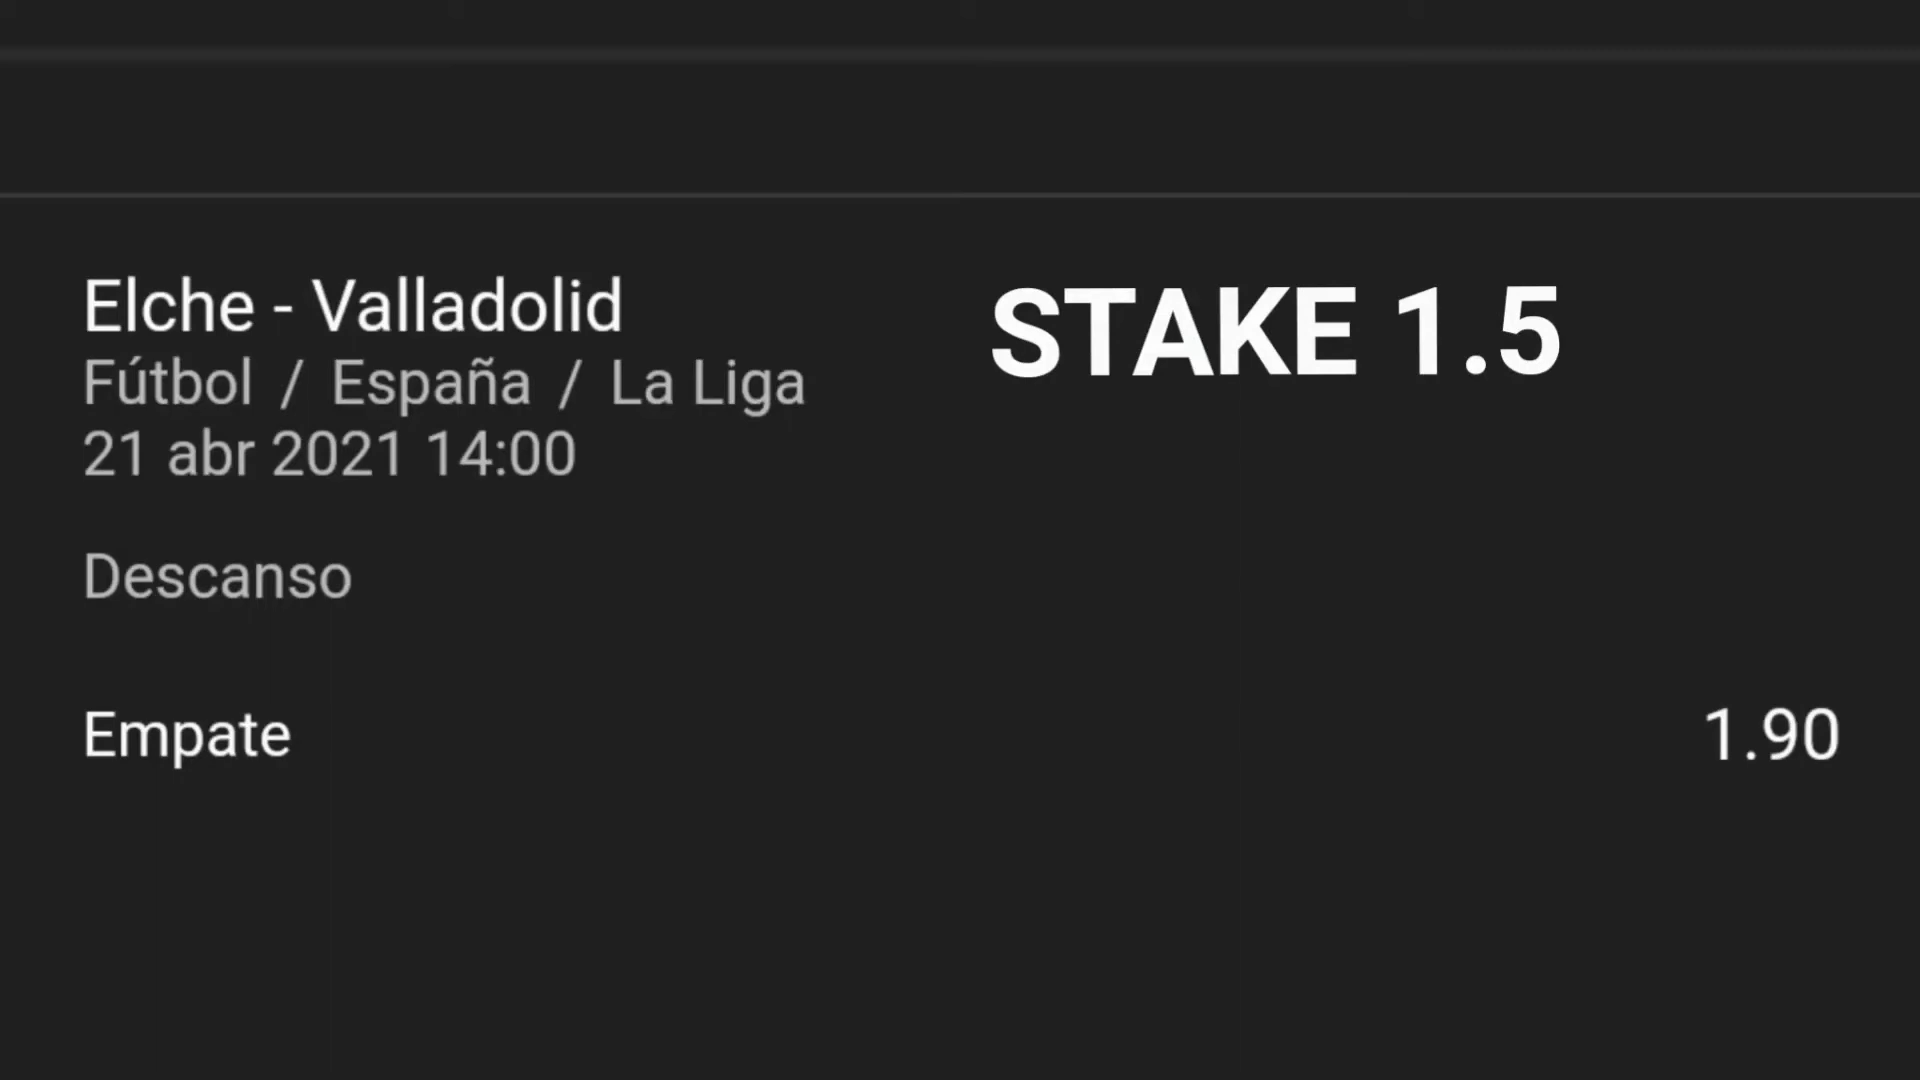 Elche - Valladolid
STAKE 1.5
Fútbol / España / La Liga
21 abr 2021 14:00
Descanso
Empate 1.90